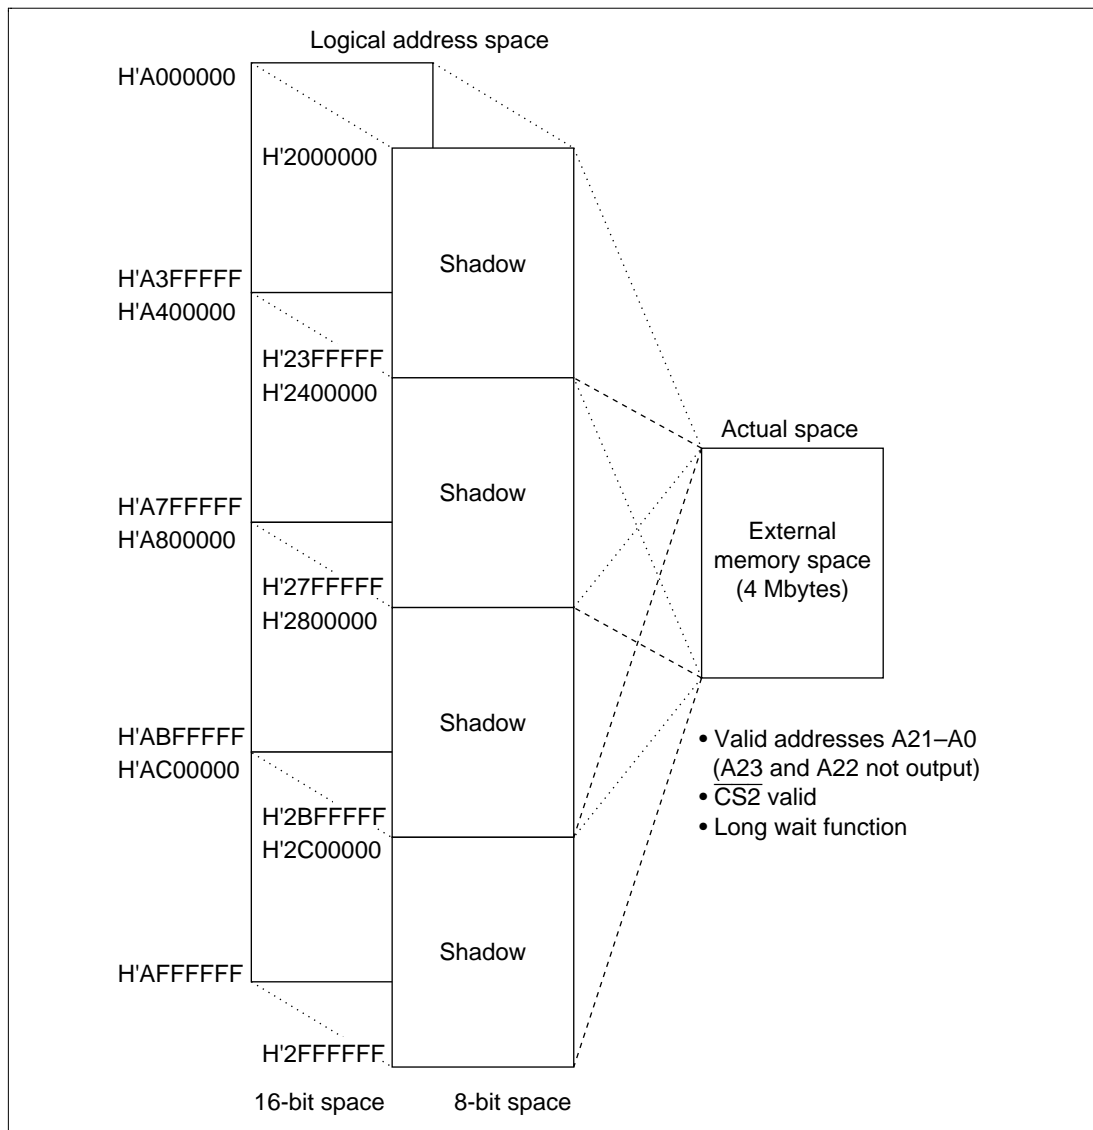 Logical address space
H'A000000
H'2000000
Shadow
H'A3FFFFF
H'A400000
H'23FFFFF
H'2400000
Actual space
Shadow
H'A7FFFFF
H'A800000
External
memory space
(4 Mbytes)
H'27FFFFF
H'2800000
Shadow
H'ABFFFFF
H'AC00000
• Valid addresses A21–A0
(A23 and A22 not output)
• CS2 valid
• Long wait function
H'2BFFFFF
H'2C00000
Shadow
H'AFFFFFF
H'2FFFFFF
16-bit space 8-bit space